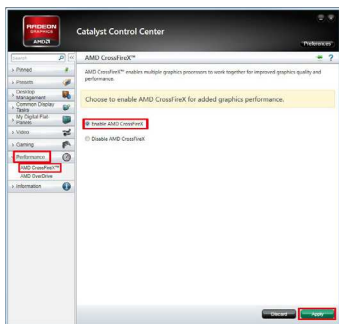 RADEON
GRAPHICS
AMD
Catalyst Control Center
Preferences
Search
Pinned
Presets
Desktop
Management
Common Display
Tasks
My Digital Flat-
Panels
Video
Gaming
Performance
AMD CrossFireX™
AMD OverDrive
Information
AMD CrossFireX™
?
AMD CrossFireX™ enables multiple graphics processors to work together for improved graphics quality and
performance.
Choose to enable AMD CrossFireX for added graphics performance.
Enable AMD CrossFireX
Disable AMD CrossFireX
Discard
Apply